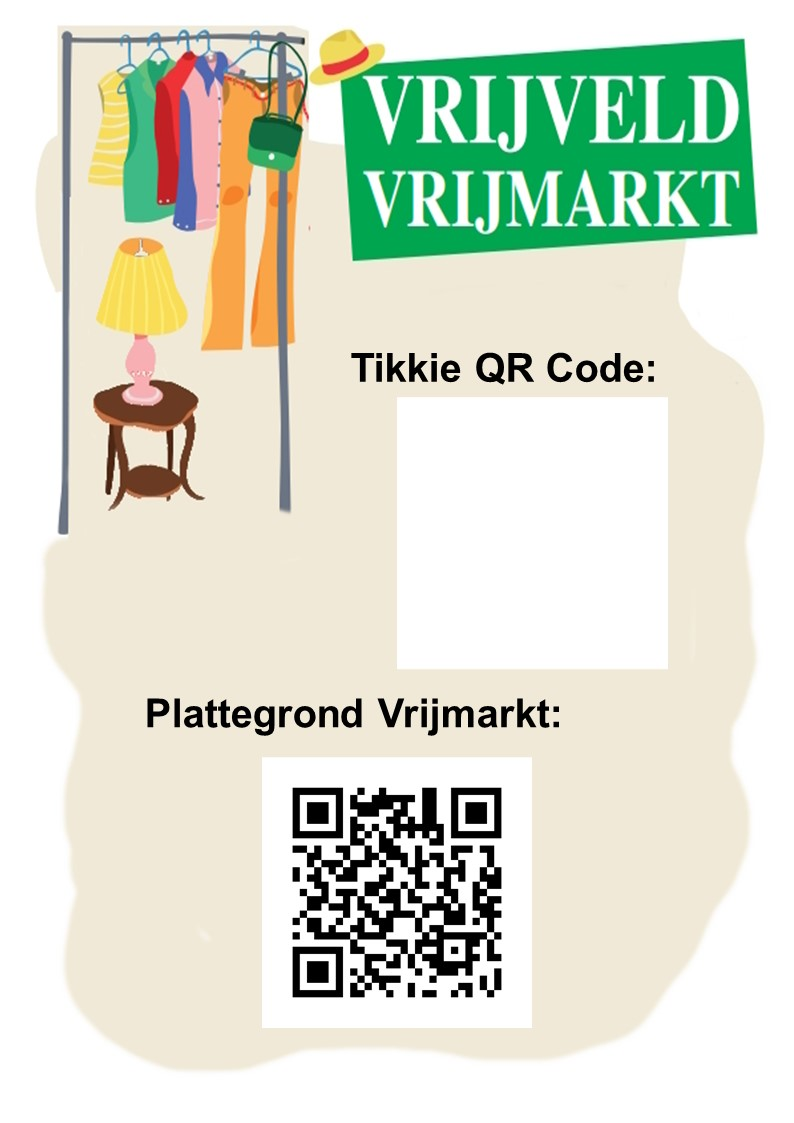 VRIJVELD
VRIJMARKT
Tikkie QR Code:
Plattegrond Vrijmarkt: